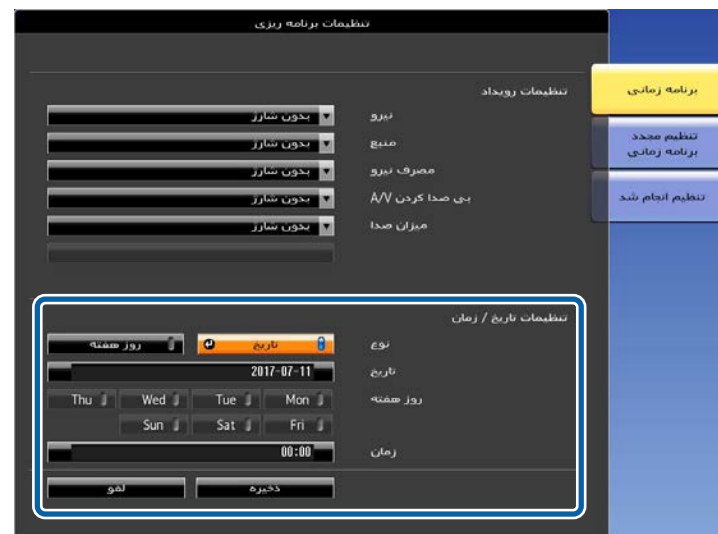 تنظیمات برنامه ریزی
برنامه زمانی
تنظیم مجدد
برنامه زمانی
تنظیم انجام شد
تنظیمات رویداد
نیرو بدون شارژ
منبع بدون شارژ
مصرف نیرو بدون شارژ
بی صدا کردن A/V بدون شارژ
میزان صدا بدون شارژ
تنظیمات تاریخ / زمان
نوع تاریخ روز هفته
تاریخ 2017-07-11
روز هفته Mon Tue Wed Thu
Fri Sat Sun
زمان 00:00
ذخیره لغو